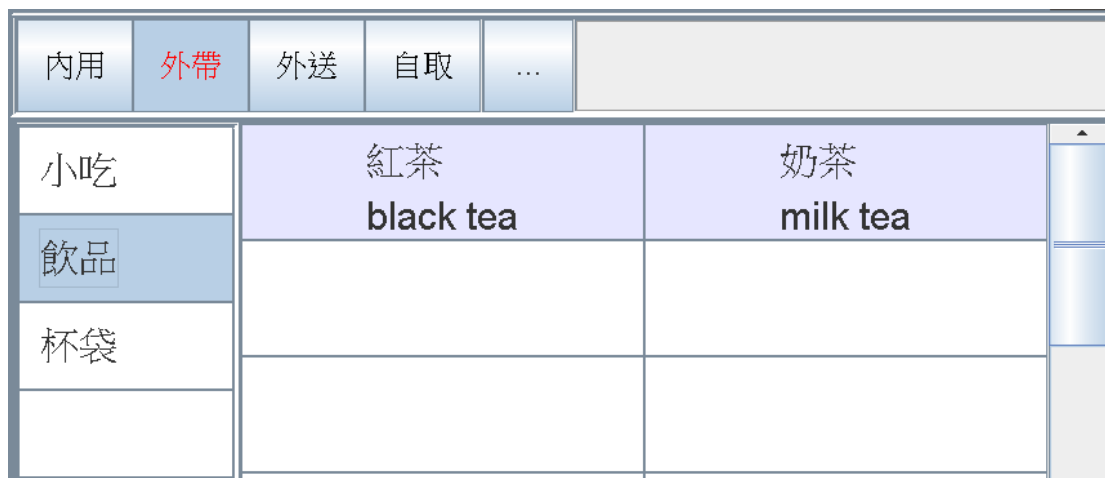 內用 外帶 外送 自取 ...
小吃
飲品
杯袋
紅茶
black tea
奶茶
milk tea